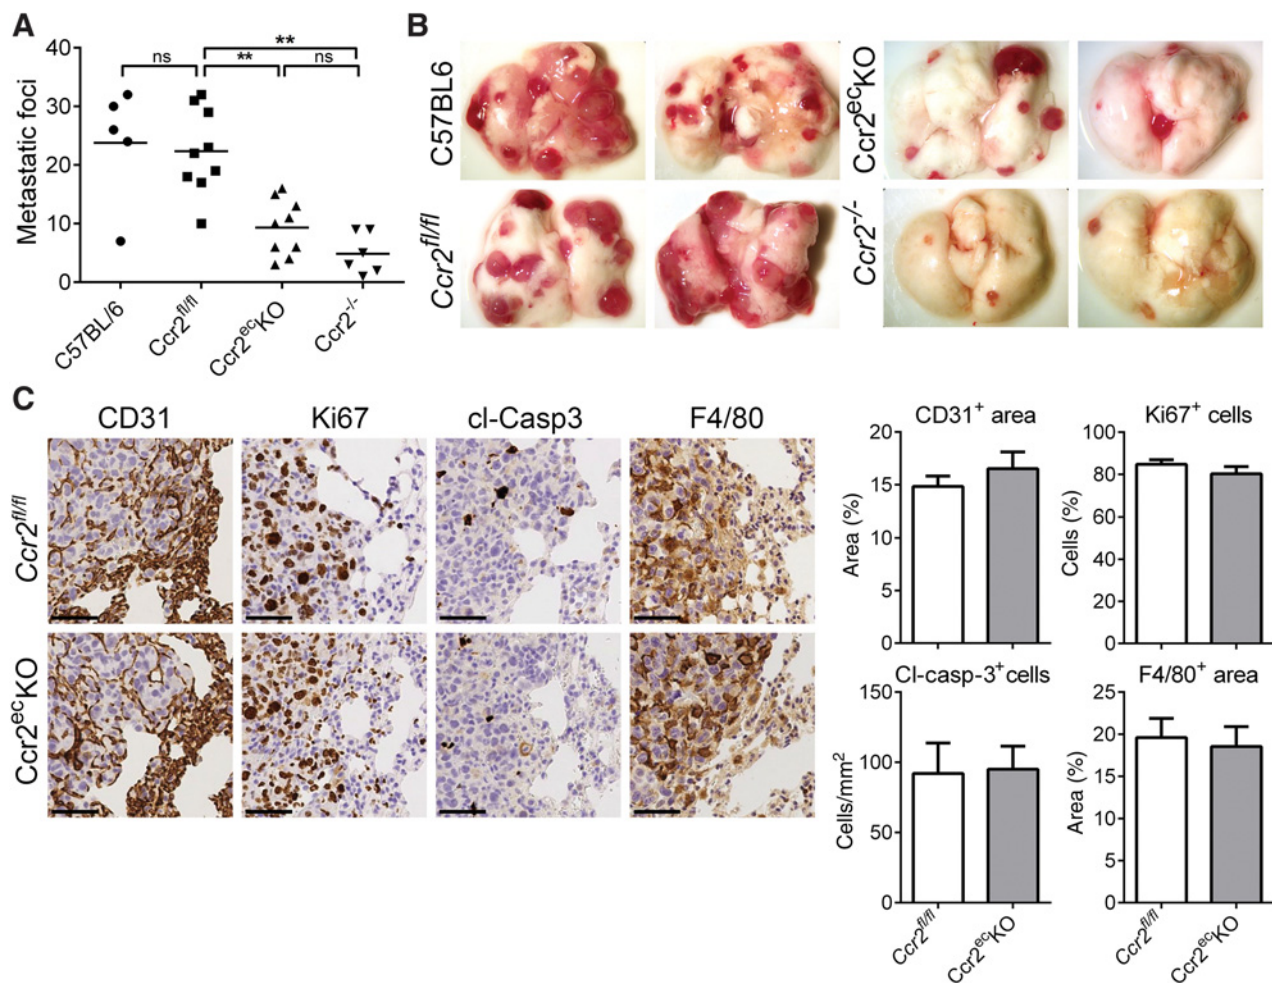 A
Metastatic foci
40
30
20
10
0
ns
**
**
ns
C57BL/6
Ccr2fl/fl
Ccr2ecKO
Ccr2-/-
B
C57BL6
Ccr2fl/fl
Ccr2ecKO
Ccr2-/-
C
CD31
Ki67
cl-Casp3
F4/80
Ccr2fl/fl
Ccr2ecKO
CD31+ area
Area (%)
20
15
10
5
0
Ki67+ cells
Cells (%)
100
80
60
40
20
0
Cl-casp-3+cells
Cells/mm2
150
100
50
0
Ccr2fl/fl
Ccr2ecKO
F4/80+ area
Area (%)
25
20
15
10
5
0
Ccr2fl/fl
Ccr2ecKO